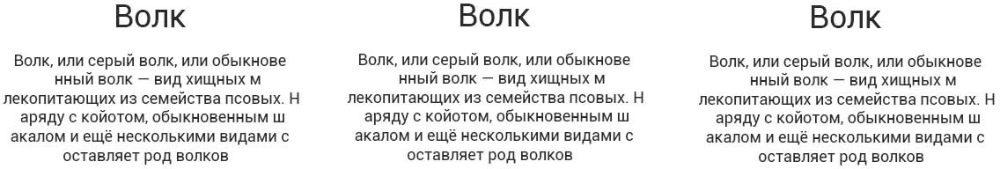 Волк
Волк, или серый волк, или обыкнове
нный волк — вид хищных м
лекопитающих из семейства псовых. Н
аряду с койотом, обыкновенным ш
акалом и ещё несколькими видами с
оставляет род волков
Волк
Волк, или серый волк, или обыкнове
нный волк — вид хищных м
лекопитающих из семейства псовых. Н
аряду с койотом, обыкновенным ш
акалом и ещё несколькими видами с
оставляет род волков
Волк
Волк, или серый волк, или обыкнове
нный волк — вид хищных м
лекопитающих из семейства псовых. Н
аряду с койотом, обыкновенным ш
акалом и ещё несколькими видами с
оставляет род волков